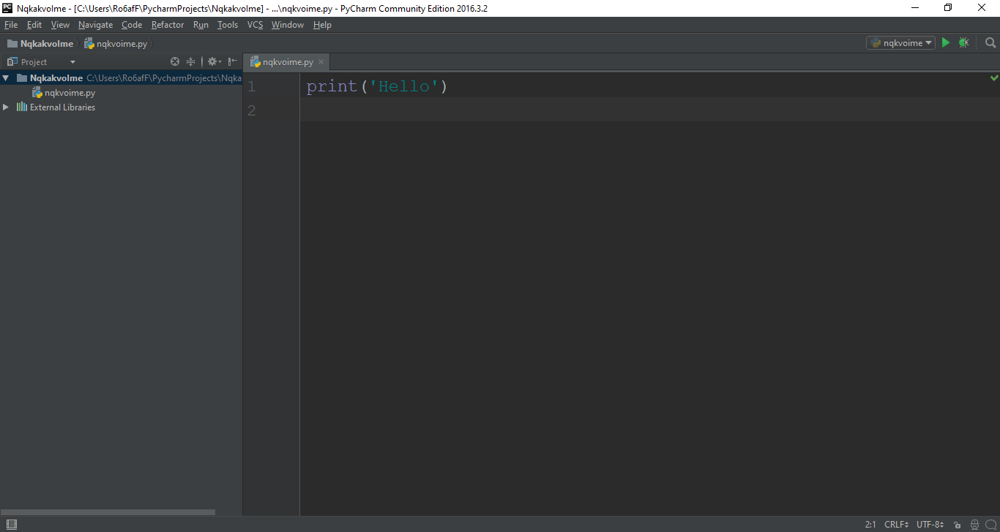 PC Nqkakvolme - [C:\Users\Ro6afF\PycharmProjects\Nqkakvolme] - ...\nqkvoime.py - PyCharm Community Edition 2016.3.2
File Edit View Navigate Code Refactor Run Tools VCS Window Help
Nqkakvolme nqkvoime.py nqkvoime
Project nqkvoime.py
Nqkakvolme C:\Users\Ro6afF\PycharmProjects\Nqka
nqkvoime.py
External Libraries
1 print('Hello')
2
2:1 CRLF UTF-8